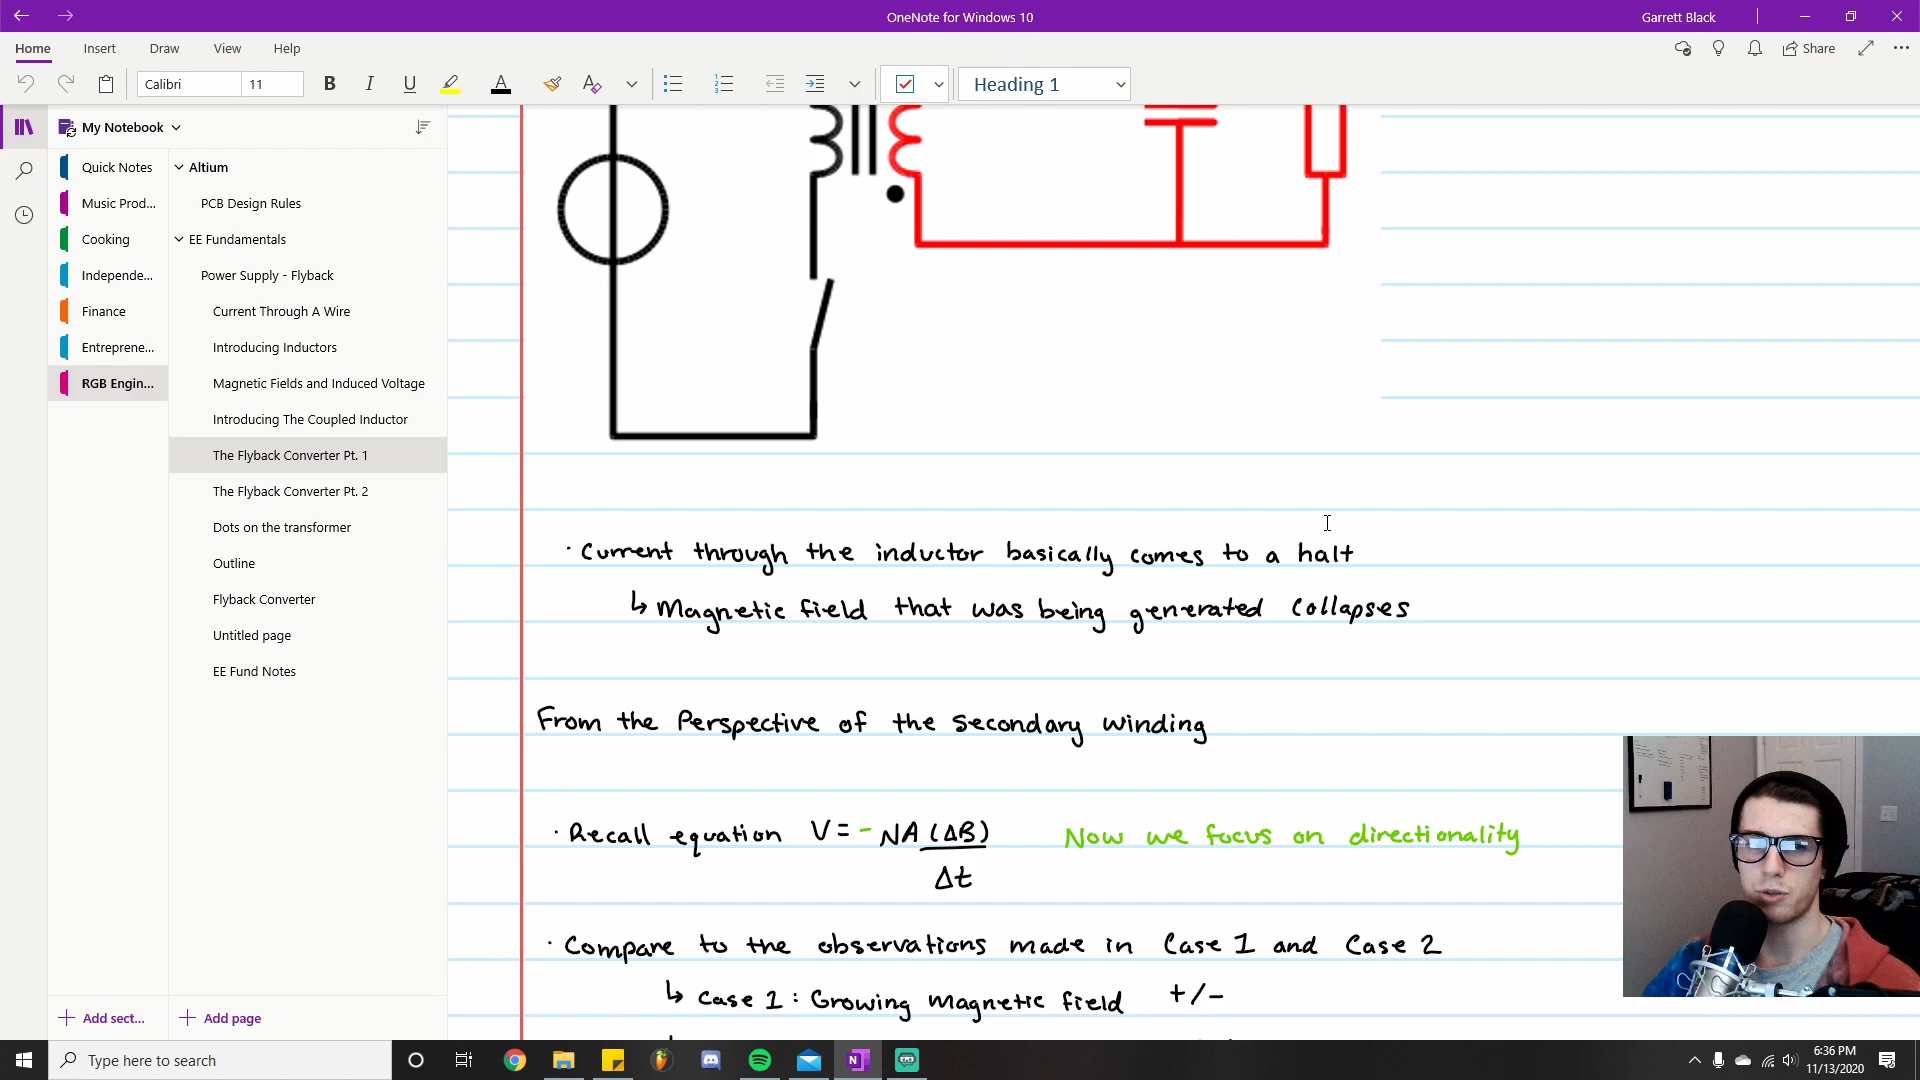 OneNote for Windows 10
Garrett Black
Home Insert Draw View Help
Share
Calibri 11 B I U A Heading 1
My Notebook
Quick Notes
Music Prod...
Cooking
Independe...
Finance
Entreprene...
RGB Engin...
Altium
PCB Design Rules
EE Fundamentals
Power Supply - Flyback
Current Through A Wire
Introducing Inductors
Magnetic Fields and Induced Voltage
Introducing The Coupled Inductor
The Flyback Converter Pt. 1
The Flyback Converter Pt. 2
Dots on the transformer
Outline
Flyback Converter
Untitled page
EE Fund Notes
Add sect...
Add page
· Current through the inductor basically comes to a halt
↳ Magnetic field that was being generated collapses
From the Perspective of the secondary winding
· Recall equation V = - NA (ΔB) Now we focus on directionality
Δt
· Compare to the observations made in Case 1 and Case 2
↳ Case 1 : Growing magnetic field +/-
Type here to search
6:36 PM
11/13/2020